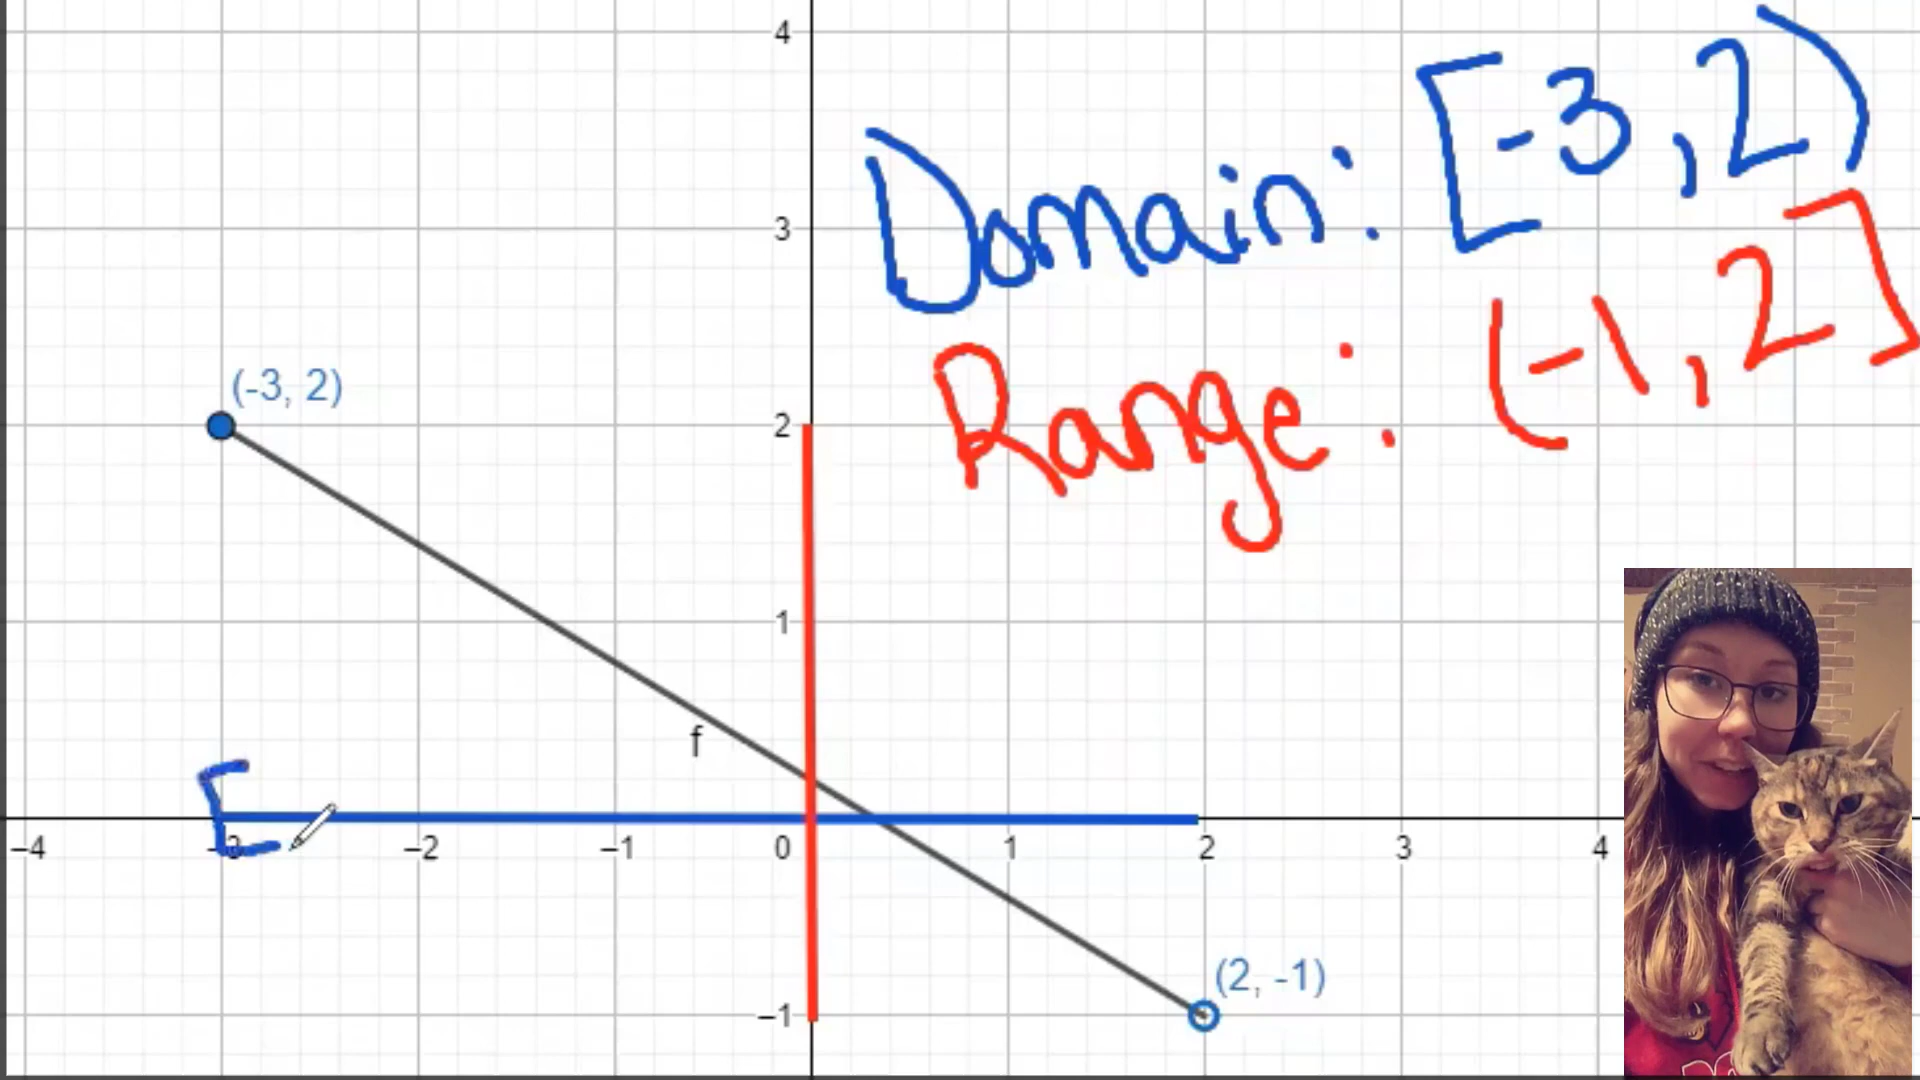 4
Domain: [-3, 2)
3
Range: (-1, 2]
(-3, 2)
2
1
f
[
–4 –3 –2 –1 0 1 2 3 4
(2, -1)
–1